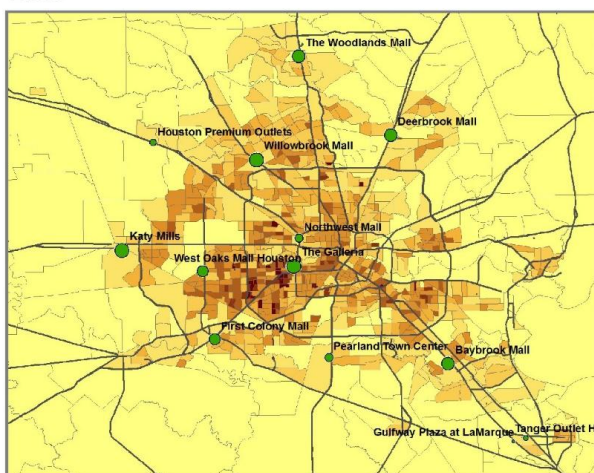 The Woodlands Mall
Deerbrook Mall
Houston Premium Outlets
Willowbrook Mall
Northwest Mall
Katy Mills
The Galleria
West Oaks Mall Houston
First Colony Mall
Pearland Town Center
Baybrook Mall
Tanger Outlet H
Gulfway Plaza at LaMarque